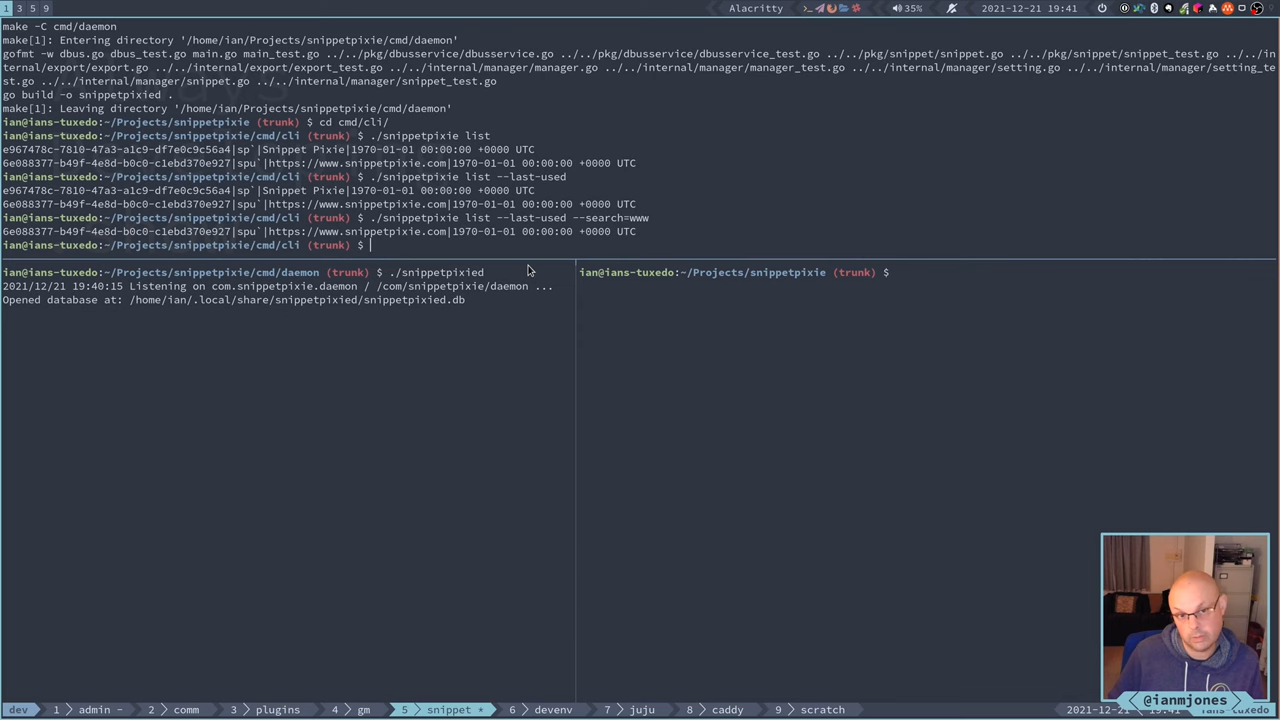 1 3 5 9
Alacritty
35%
2021-12-21 19:41
make -C cmd/daemon
make[1]: Entering directory '/home/ian/Projects/snippetpixie/cmd/daemon'
gofmt -w dbus.go dbus_test.go main.go main_test.go ../../pkg/dbusservice/dbusservice.go ../../pkg/dbusservice/dbusservice_test.go ../../pkg/snippet/snippet.go ../../pkg/snippet/snippet_test.go ../../in
ternal/export/export.go ../../internal/export/export_test.go ../../internal/manager/manager.go ../../internal/manager/manager_test.go ../../internal/manager/setting.go ../../internal/manager/setting_te
st.go ../../internal/manager/snippet.go ../../internal/manager/snippet_test.go
go build -o snippetpixied .
make[1]: Leaving directory '/home/ian/Projects/snippetpixie/cmd/daemon'
ian@ians-tuxedo:~/Projects/snippetpixie (trunk) $ cd cmd/cli/
ian@ians-tuxedo:~/Projects/snippetpixie/cmd/cli (trunk) $ ./snippetpixie list
e967478c-7810-47a3-a1c9-df7e0c9c56a4|sp`|Snippet Pixie|1970-01-01 00:00:00 +0000 UTC
6e088377-b49f-4e8d-b0c0-c1ebd370e927|spu`|https://www.snippetpixie.com|1970-01-01 00:00:00 +0000 UTC
ian@ians-tuxedo:~/Projects/snippetpixie/cmd/cli (trunk) $ ./snippetpixie list --last-used
e967478c-7810-47a3-a1c9-df7e0c9c56a4|sp`|Snippet Pixie|1970-01-01 00:00:00 +0000 UTC
6e088377-b49f-4e8d-b0c0-c1ebd370e927|spu`|https://www.snippetpixie.com|1970-01-01 00:00:00 +0000 UTC
ian@ians-tuxedo:~/Projects/snippetpixie/cmd/cli (trunk) $ ./snippetpixie list --last-used --search=www
6e088377-b49f-4e8d-b0c0-c1ebd370e927|spu`|https://www.snippetpixie.com|1970-01-01 00:00:00 +0000 UTC
ian@ians-tuxedo:~/Projects/snippetpixie/cmd/cli (trunk) $
ian@ians-tuxedo:~/Projects/snippetpixie/cmd/daemon (trunk) $ ./snippetpixied
2021/12/21 19:40:15 Listening on com.snippetpixie.daemon / /com/snippetpixie/daemon ...
Opened database at: /home/ian/.local/share/snippetpixied/snippetpixied.db
ian@ians-tuxedo:~/Projects/snippetpixie (trunk) $
@ianmjones
dev 1 admin - 2 comm 3 plugins 4 gm 5 snippet * 6 devenv 7 juju 8 caddy 9 scratch 2021-12-21